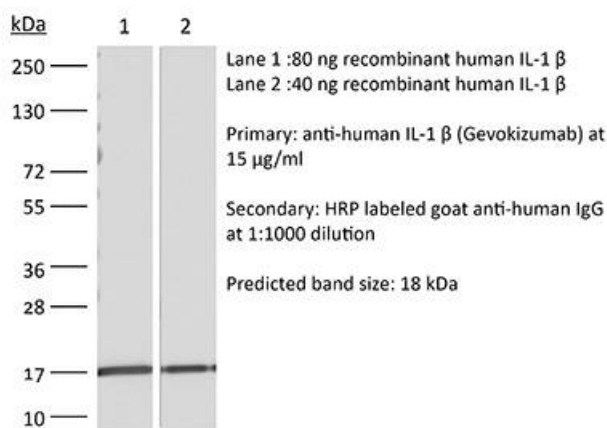 kDa
1 2
250
130
72
55
36
28
17
10
Lane 1 :80 ng recombinant human IL-1 β
Lane 2 :40 ng recombinant human IL-1 β
Primary: anti-human IL-1 β (Gevokizumab) at
15 µg/ml
Secondary: HRP labeled goat anti-human IgG
at 1:1000 dilution
Predicted band size: 18 kDa